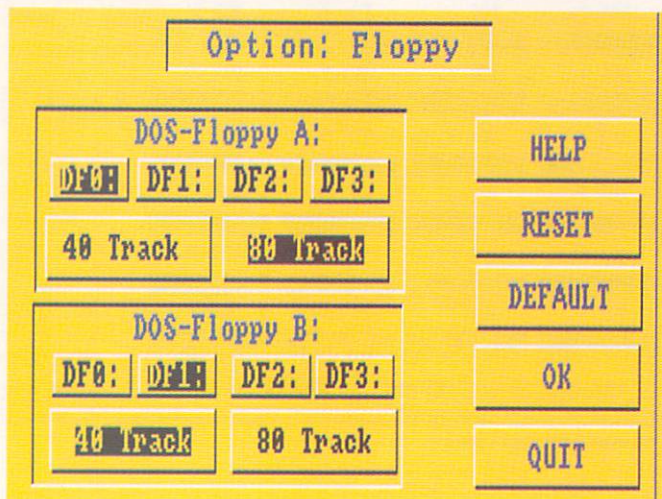 Option: Floppy
DOS-Floppy A:
DF0: DF1: DF2: DF3:
40 Track 80 Track
DOS-Floppy B:
DF0: DF1: DF2: DF3:
40 Track 80 Track
HELP
RESET
DEFAULT
OK
QUIT